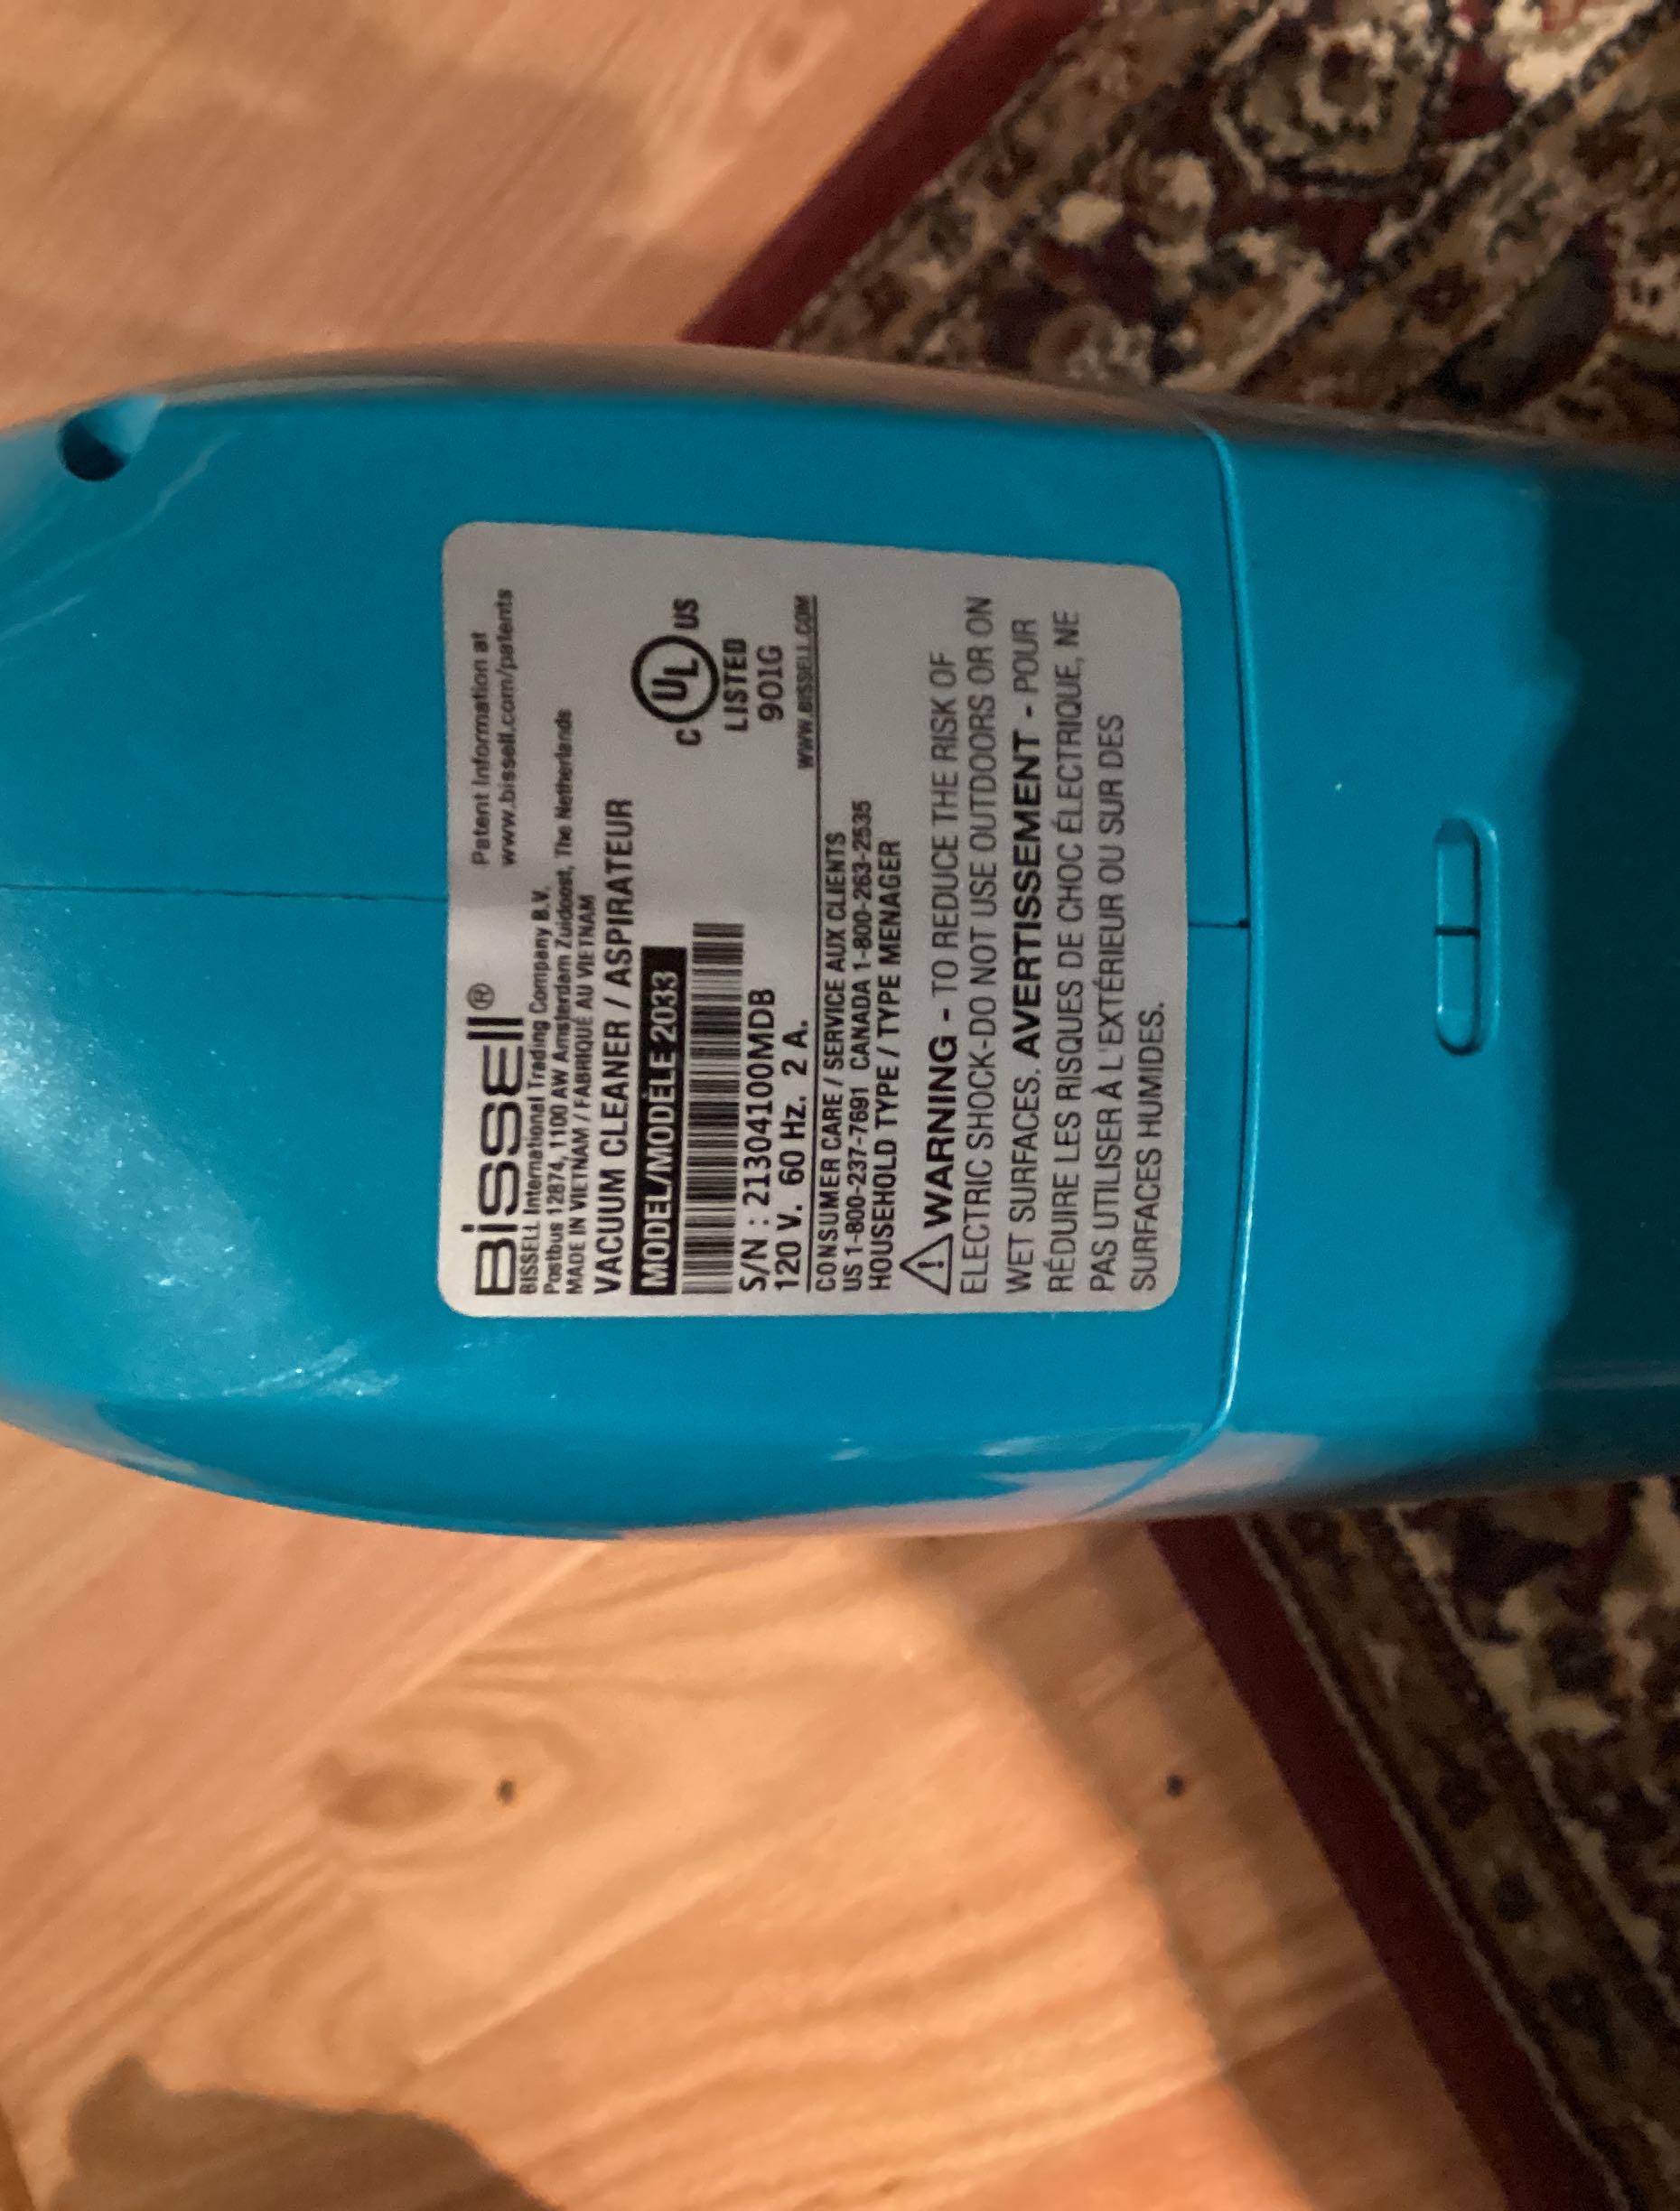 Bissell®
Patent Information at
www.bissell.com/patents
BISSELL International Trading Company B.V.
Postbus 12874, 1100 AW Amsterdam Zuidoost, The Netherlands
MADE IN VIETNAM / FABRIQUÉ AU VIETNAM
VACUUM CLEANER / ASPIRATEUR
MODEL/MODÈLE 2033
S/N : 21304100MDB
120 V. 60 Hz. 2 A.
C UL US
LISTED
901G
WWW.BISSELL.COM
CONSUMER CARE / SERVICE AUX CLIENTS
US 1-800-237-7691 CANADA 1-800-263-2535
HOUSEHOLD TYPE / TYPE MENAGER
WARNING - TO REDUCE THE RISK OF
ELECTRIC SHOCK-DO NOT USE OUTDOORS OR ON
WET SURFACES. AVERTISSEMENT - POUR
RÉDUIRE LES RISQUES DE CHOC ÉLECTRIQUE, NE
PAS UTILISER À L'EXTÉRIEUR OU SUR DES
SURFACES HUMIDES.